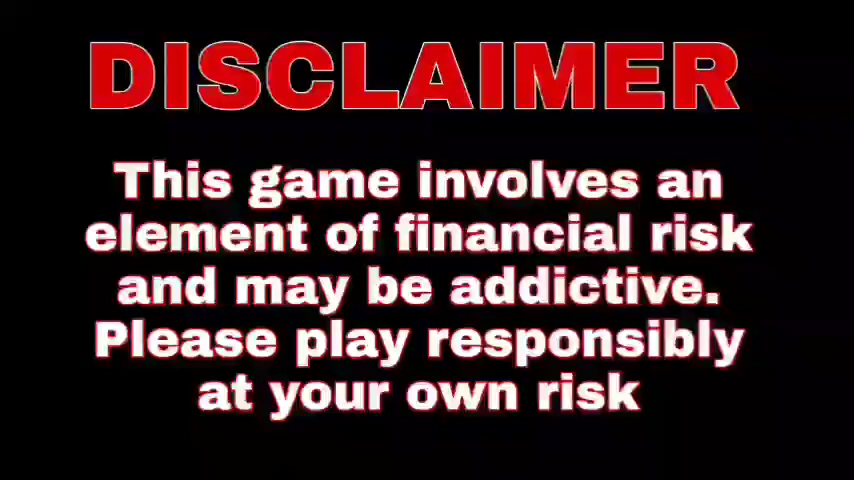 DISCLAIMER
This game involves an
element of financial risk
and may be addictive.
Please play responsibly
at your own risk